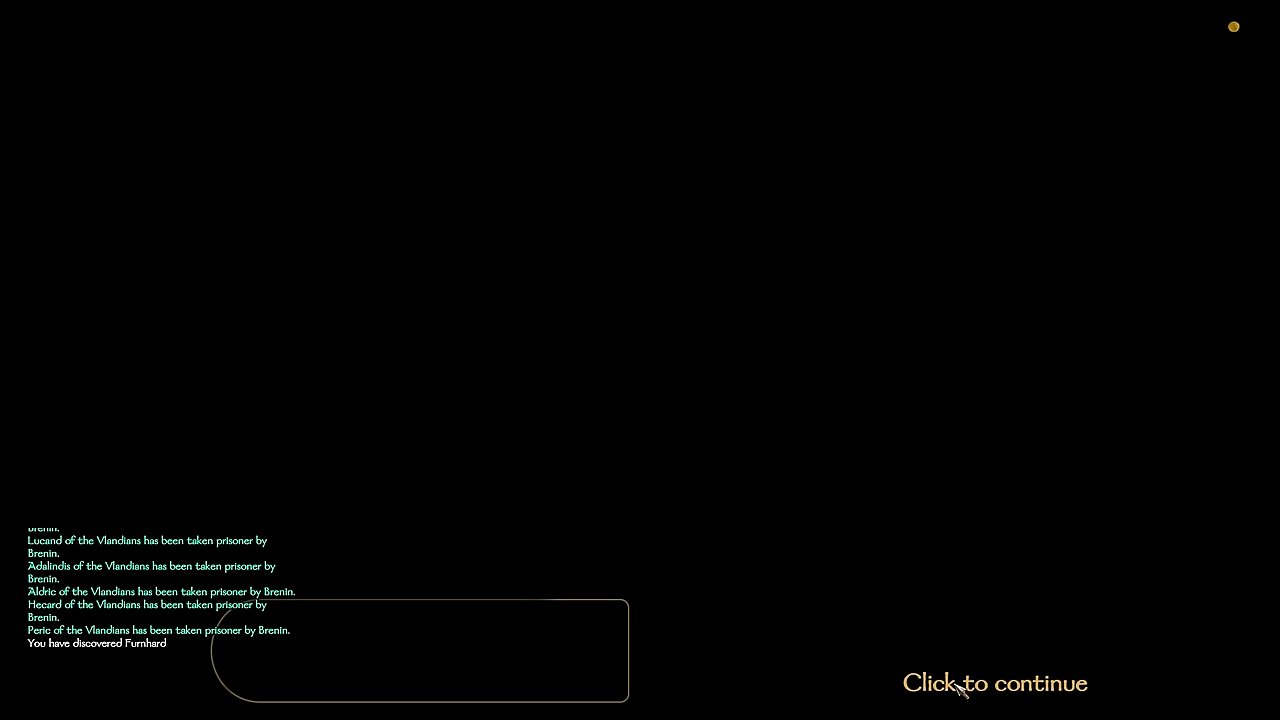 Brenin.
Lucand of the Vlandians has been taken prisoner by
Brenin.
Adalindis of the Vlandians has been taken prisoner by
Brenin.
Aldric of the Vlandians has been taken prisoner by Brenin.
Hecard of the Vlandians has been taken prisoner by
Brenin.
Peric of the Vlandians has been taken prisoner by Brenin.
You have discovered Furnhard
Click to continue